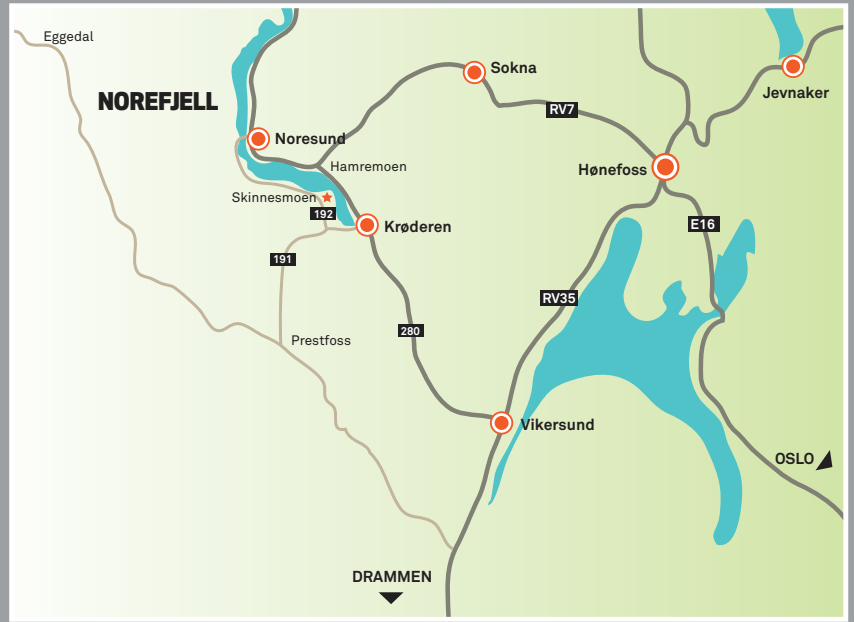 Eggedal
Sokna
Jevnaker
NOREFJELL
RV7
Noresund
Hamremoen
Hønefoss
Skinnesmoen
192
Krøderen
E16
191
RV35
280
Prestfoss
Vikersund
OSLO
DRAMMEN